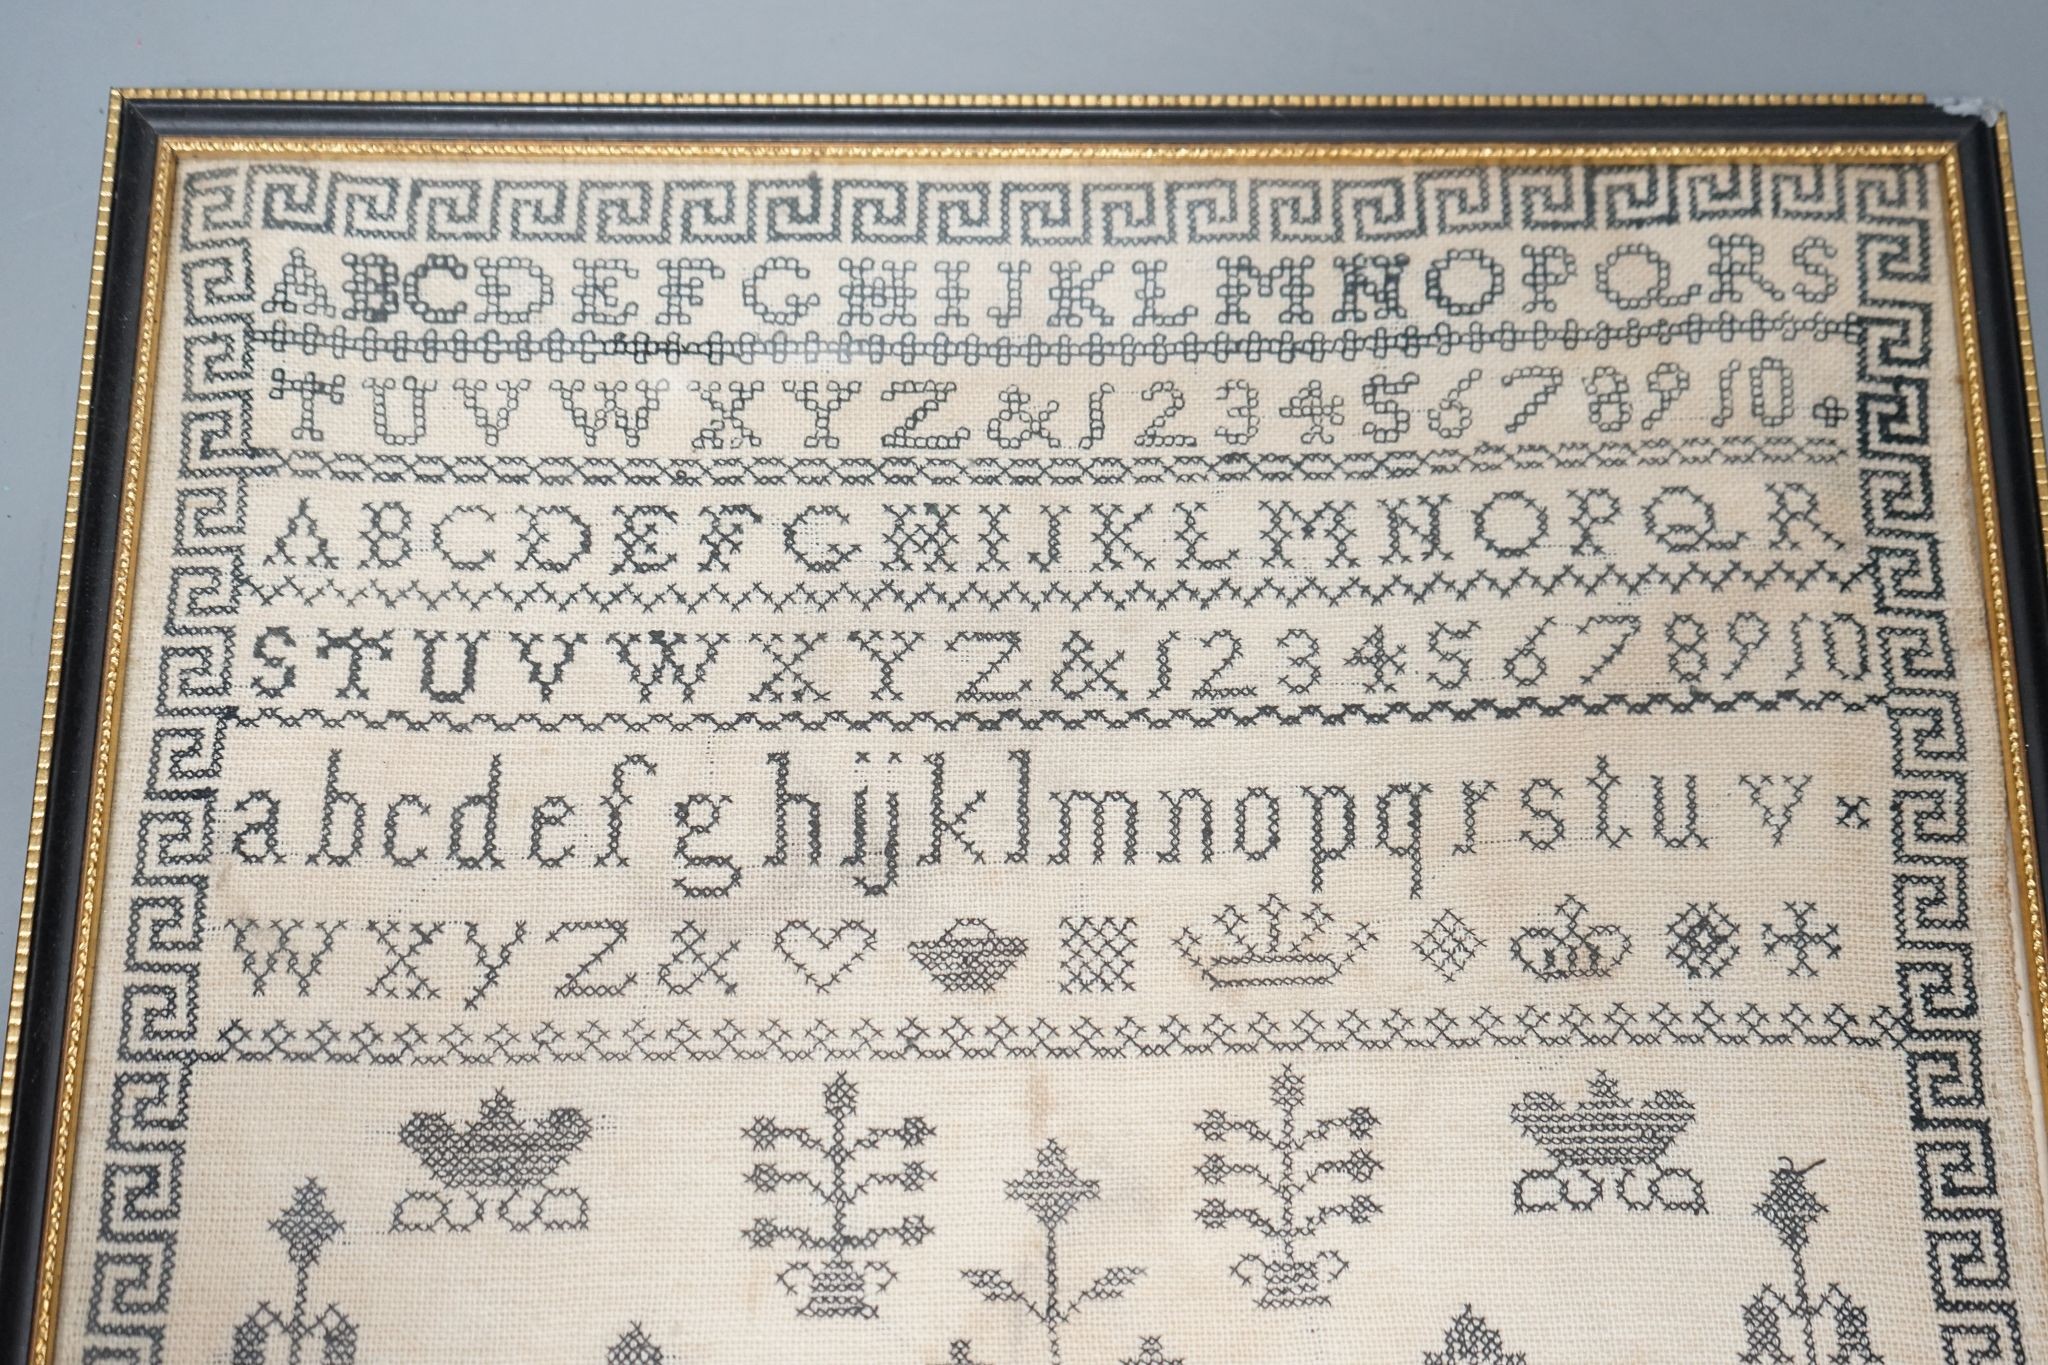 ABCDEFGHIJKLMNOPQRS
TUVWXYZ&12345678910
ABCDEFGHIJKLMNOPQR
STUVWXYZ&12345678910
abcdefghijklmnopqrstuv
wxyz&